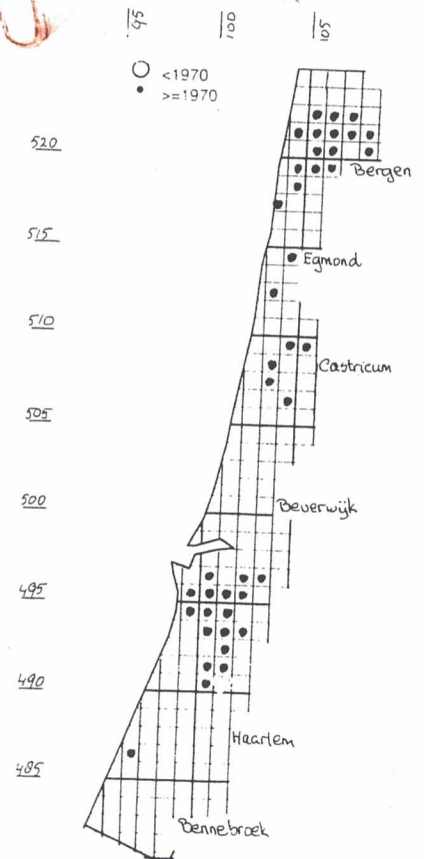 95 100 105
<1970
>=1970
520
Bergen
515
Egmond
510
Castricum
505
500
Beverwijk
495
490
Haarlem
485
Bennebroek